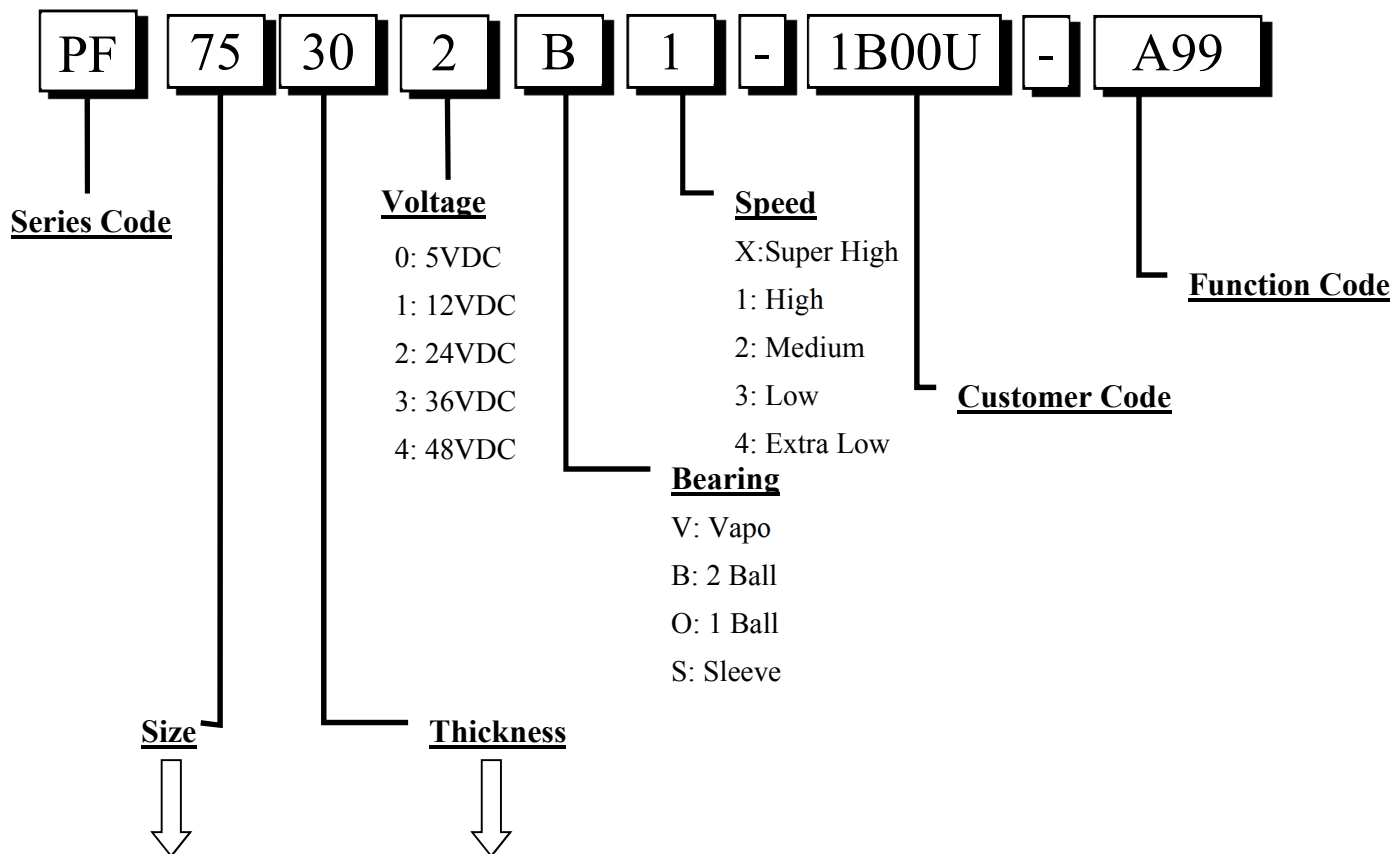 PF 75 30 2 B 1 - 1B00U - A99
Series Code
Voltage
0: 5VDC
1: 12VDC
2: 24VDC
3: 36VDC
4: 48VDC
Speed
X:Super High
1: High
2: Medium
3: Low
4: Extra Low
Function Code
Customer Code
Bearing
V: Vapo
B: 2 Ball
O: 1 Ball
S: Sleeve
Size
Thickness